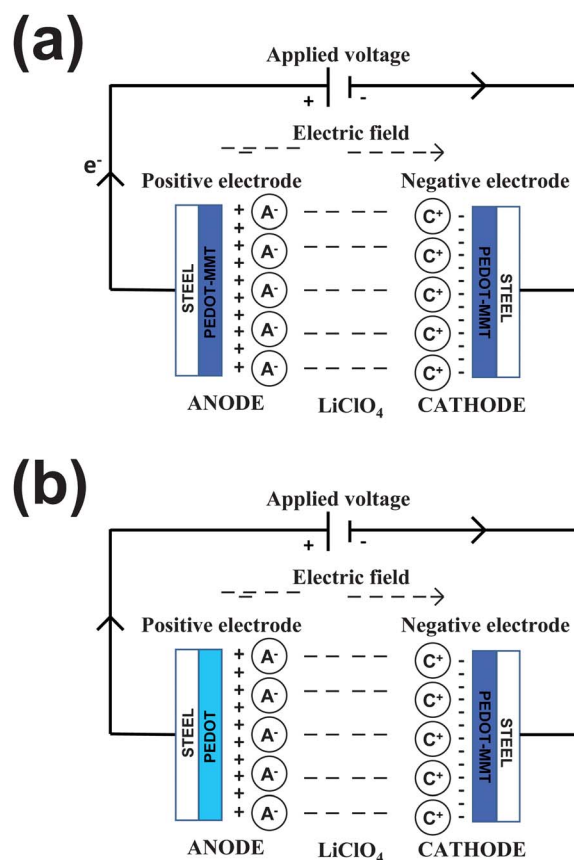 (a)
Applied voltage
+ -
Electric field
e-
Positive electrode Negative electrode
STEEL
PEDOT-MMT
+ + + + + + + + +
A-
A-
A-
A-
A-
C+
C+
C+
C+
C+
PEDOT-MMT
STEEL
ANODE LiClO4 CATHODE
(b)
Applied voltage
+ -
Electric field
Positive electrode Negative electrode
STEEL
PEDOT
+ + + + + + + + +
A-
A-
A-
A-
A-
C+
C+
C+
C+
C+
PEDOT-MMT
STEEL
ANODE LiClO4 CATHODE